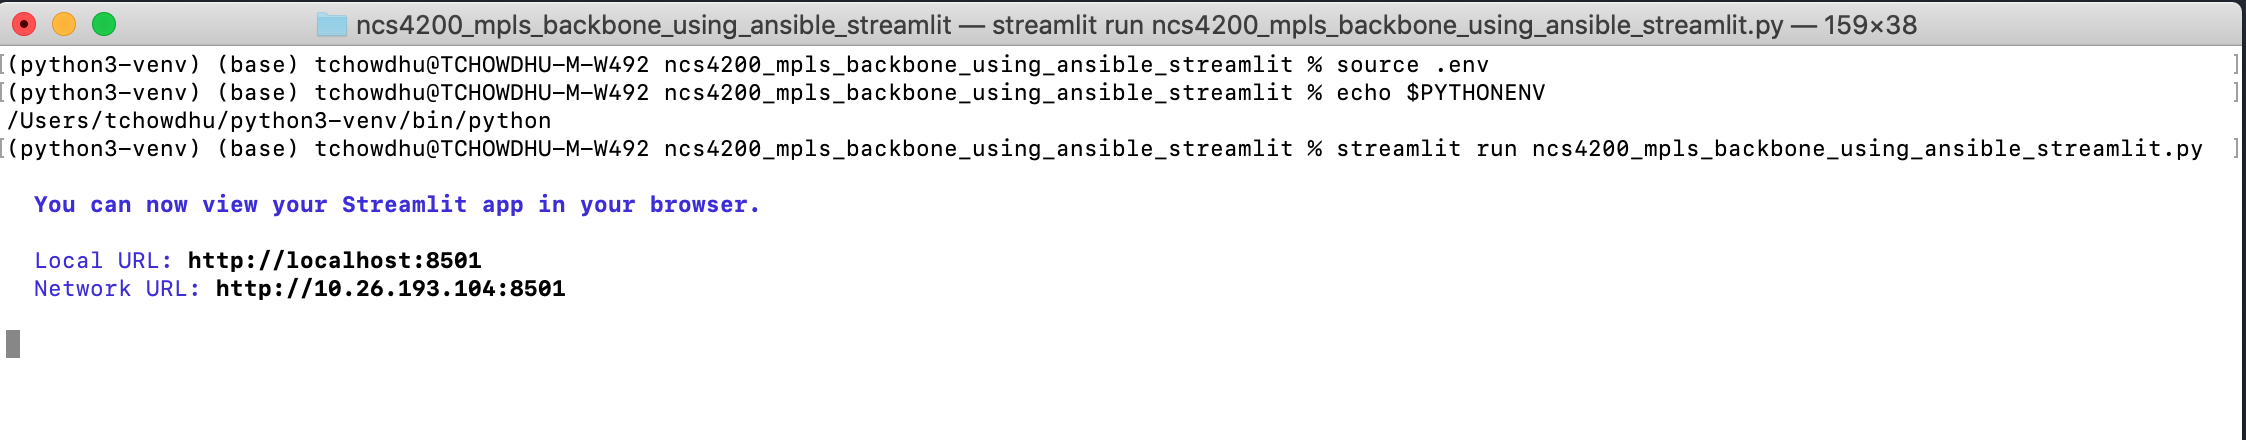 ncs4200_mpls_backbone_using_ansible_streamlit — streamlit run ncs4200_mpls_backbone_using_ansible_streamlit.py — 159×38
[(python3-venv) (base) tchowdhu@TCHOWDHU-M-W492 ncs4200_mpls_backbone_using_ansible_streamlit % source .env ]
[(python3-venv) (base) tchowdhu@TCHOWDHU-M-W492 ncs4200_mpls_backbone_using_ansible_streamlit % echo $PYTHONENV ]
/Users/tchowdhu/python3-venv/bin/python
[(python3-venv) (base) tchowdhu@TCHOWDHU-M-W492 ncs4200_mpls_backbone_using_ansible_streamlit % streamlit run ncs4200_mpls_backbone_using_ansible_streamlit.py ]
You can now view your Streamlit app in your browser.
Local URL: http://localhost:8501
Network URL: http://10.26.193.104:8501